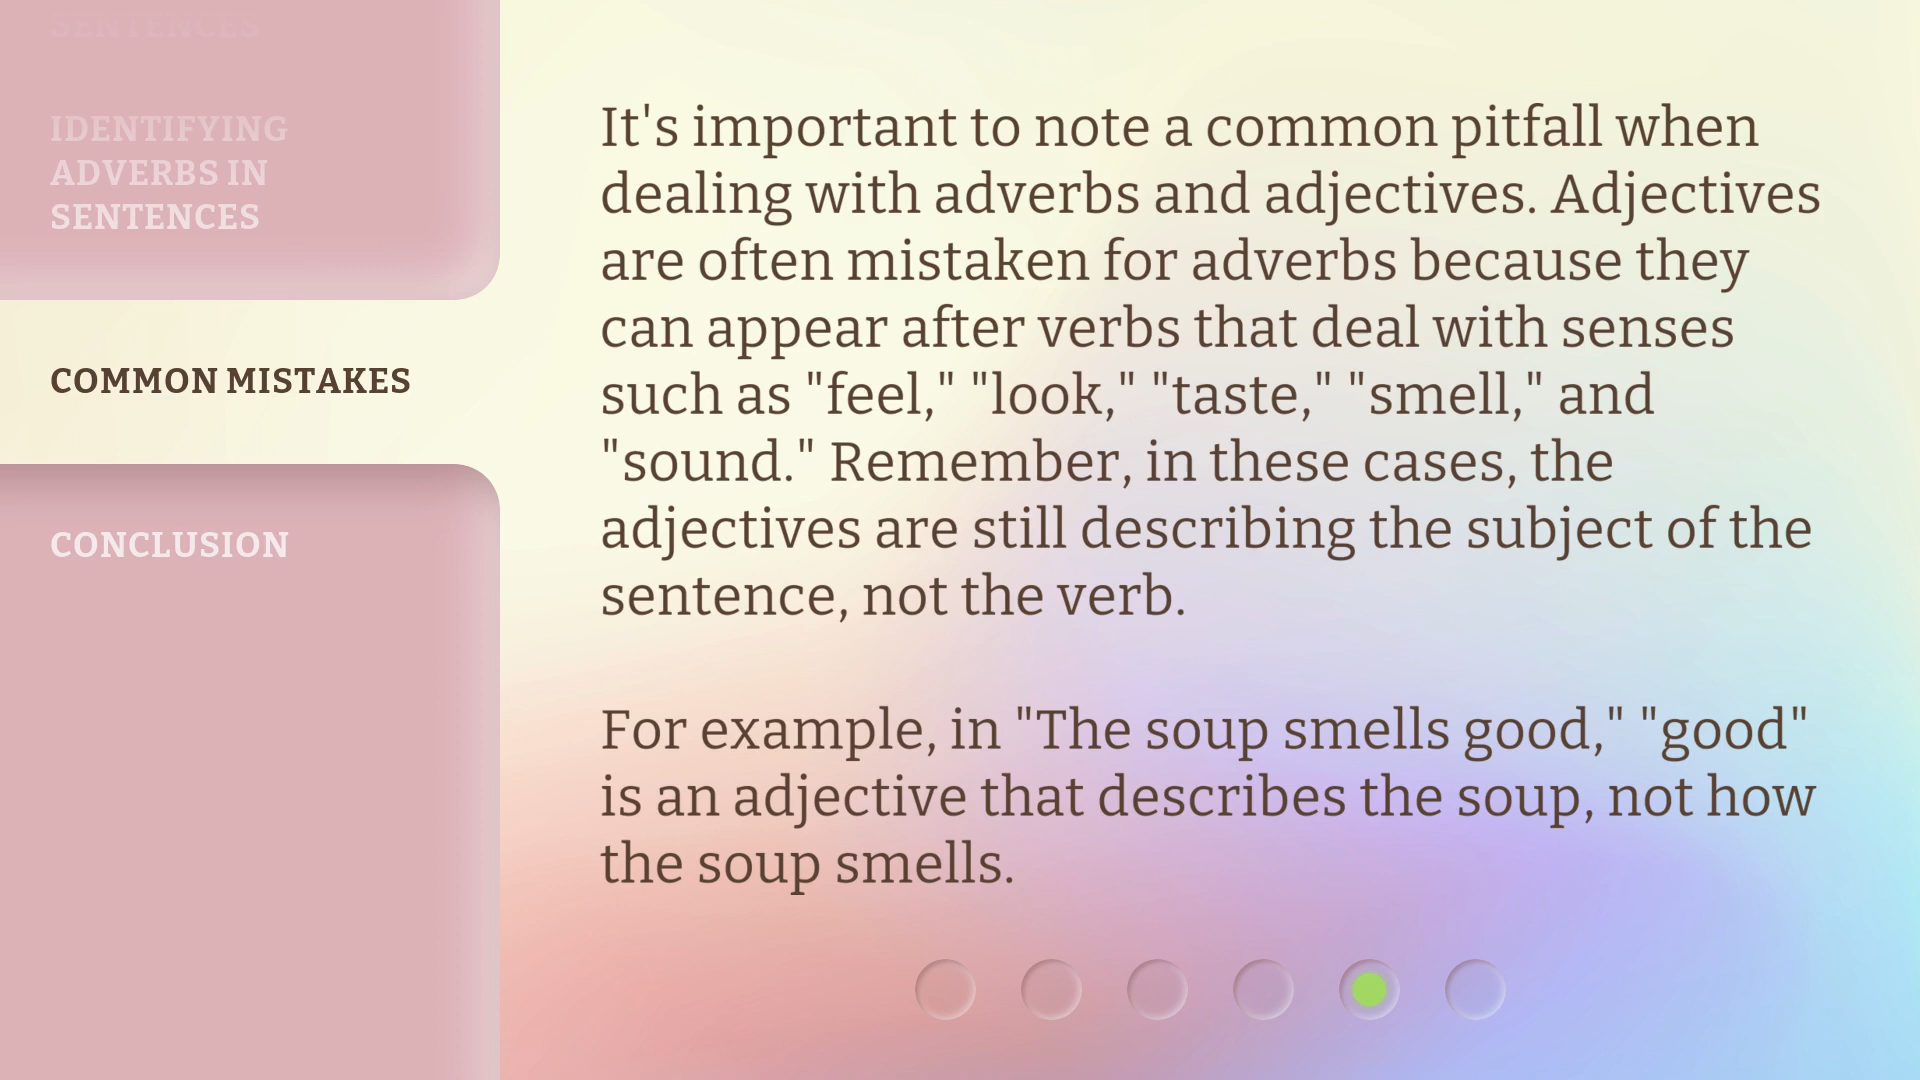 SENTENCES
IDENTIFYING
ADVERBS IN
SENTENCES
COMMON MISTAKES
CONCLUSION
It's important to note a common pitfall when
dealing with adverbs and adjectives. Adjectives
are often mistaken for adverbs because they
can appear after verbs that deal with senses
such as "feel," "look," "taste," "smell," and
"sound." Remember, in these cases, the
adjectives are still describing the subject of the
sentence, not the verb.
For example, in "The soup smells good," "good"
is an adjective that describes the soup, not how
the soup smells.